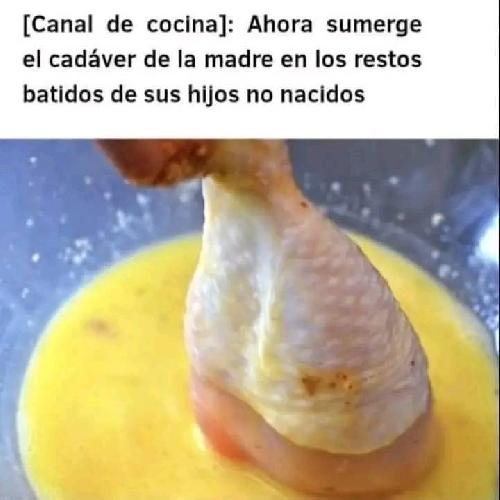 [Canal de cocina]: Ahora sumerge
el cadáver de la madre en los restos
batidos de sus hijos no nacidos